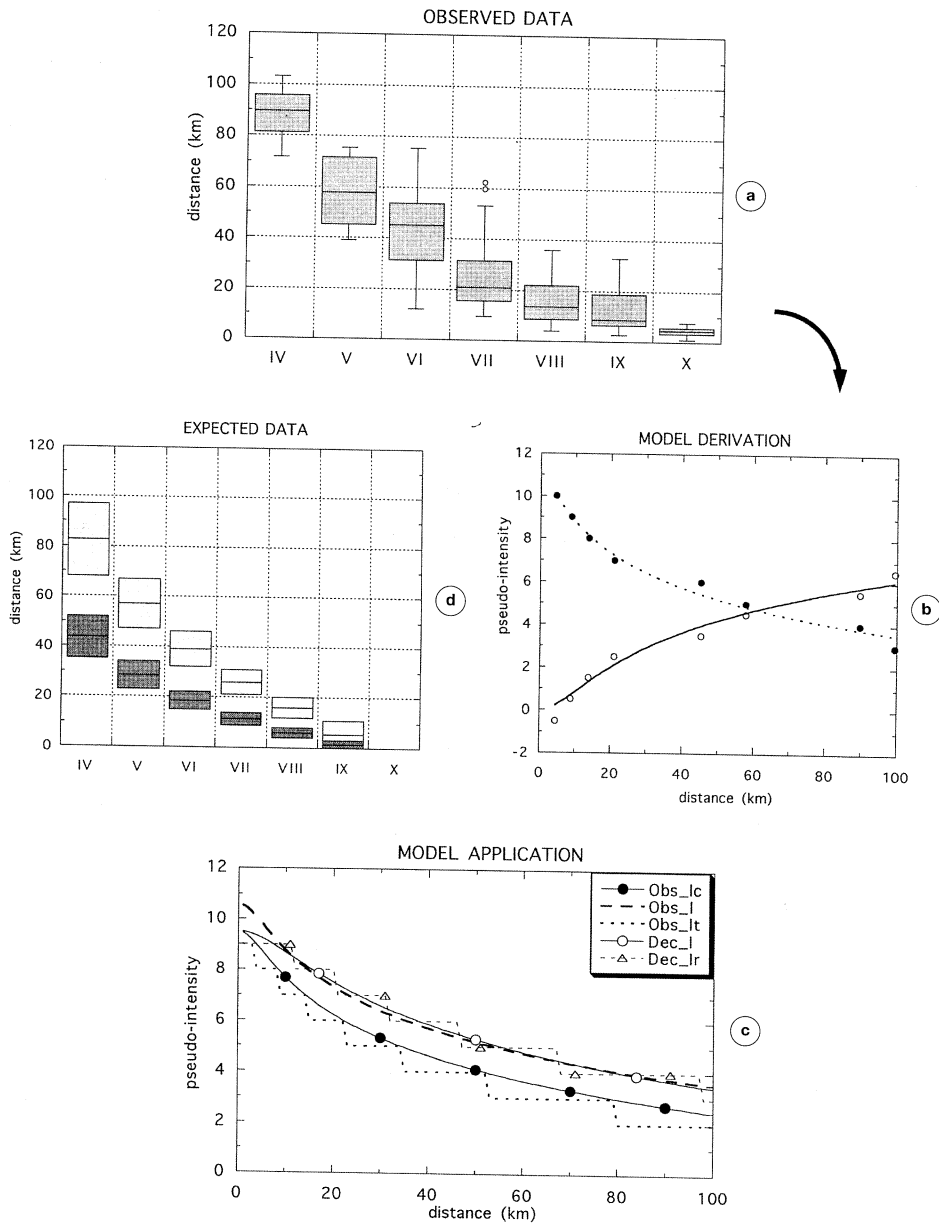 OBSERVED DATA
120
100
80
60
40
20
0
distance (km)
IV V VI VII VIII IX X
a
EXPECTED DATA
120
100
80
60
40
20
0
distance (km)
IV V VI VII VIII IX X
d
MODEL DERIVATION
12
10
8
6
4
2
0
-2
pseudo-intensity
0 20 40 60 80 100
distance (km)
b
MODEL APPLICATION
12
10
8
6
4
2
0
pseudo-intensity
Obs_Ic
Obs_I
Obs_It
Dec_I
Dec_Ir
0 20 40 60 80 100
distance (km)
c